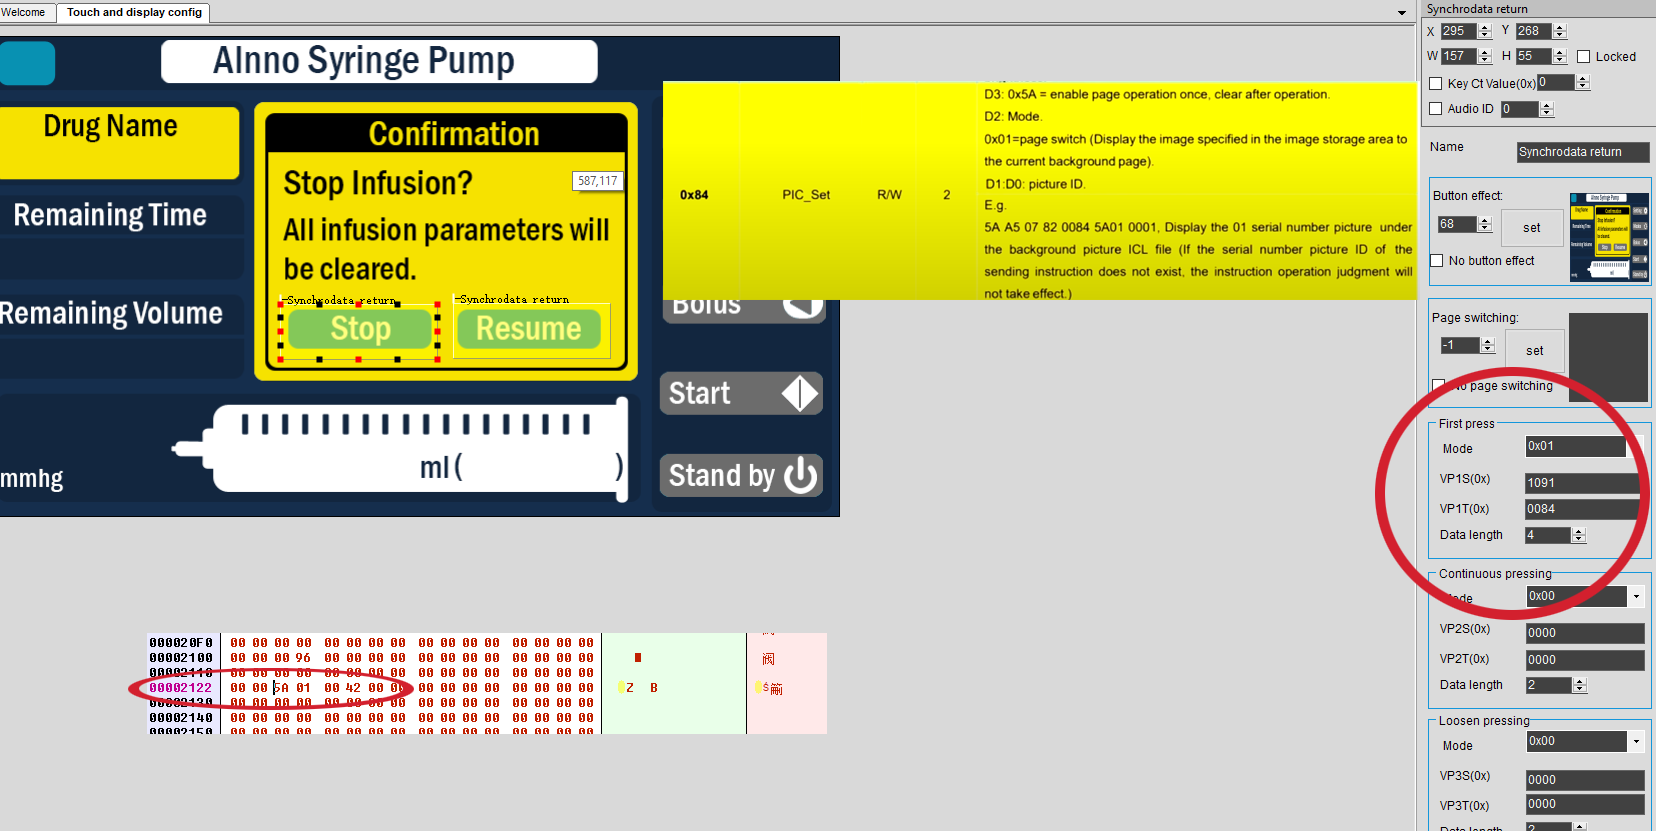 Welcome
Touch and display config
AInno Syringe Pump
Drug Name
Remaining Time
Remaining Volume
mmhg
Confirmation
Stop Infusion?
587,117
All infusion parameters will
be cleared.
Synchrodata return
Synchrodata return
Stop
Resume
Bolus
Start
Stand by
ml (
)
0x84
PIC_Set
R/W
2
D3: 0x5A = enable page operation once, clear after operation.
D2: Mode.
0x01=page switch (Display the image specified in the image storage area to
the current background page).
D1:D0: picture ID.
E.g.
5A A5 07 82 0084 5A01 0001, Display the 01 serial number picture under
the background picture ICL file (If the serial number picture ID of the
sending instruction does not exist, the instruction operation judgment will
not take effect.)
000020F0 00 00 00 00 00 00 00 00 00 00 00 00 00 00 00 00
00002100 00 00 00 96 00 00 00 00 00 00 00 00 00 00 00 00
00002110 00 00 00 00 00 00 00 00 00 00 00 00 00 00 00 00
00002122 00 00 5A 01 00 42 00 00 00 00 00 00 00 00 00 00
Z B
00002130 00 00 00 00 00 00 00 00 00 00 00 00 00 00 00 00
00002140 00 00 00 00 00 00 00 00 00 00 00 00 00 00 00 00
00002150 00 00 00 00 00 00 00 00 00 00 00 00 00 00 00 00
Synchrodata return
X 295 Y 268
W 157 H 55 Locked
Key Ct Value(0x) 0
Audio ID 0
Name Synchrodata return
Button effect:
68 set
No button effect
Page switching:
-1 set
No page switching
First press
Mode 0x01
VP1S(0x) 1091
VP1T(0x) 0084
Data length 4
Continuous pressing
Mode 0x00
VP2S(0x) 0000
VP2T(0x) 0000
Data length 2
Loosen pressing
Mode 0x00
VP3S(0x) 0000
VP3T(0x) 0000
Data length 2